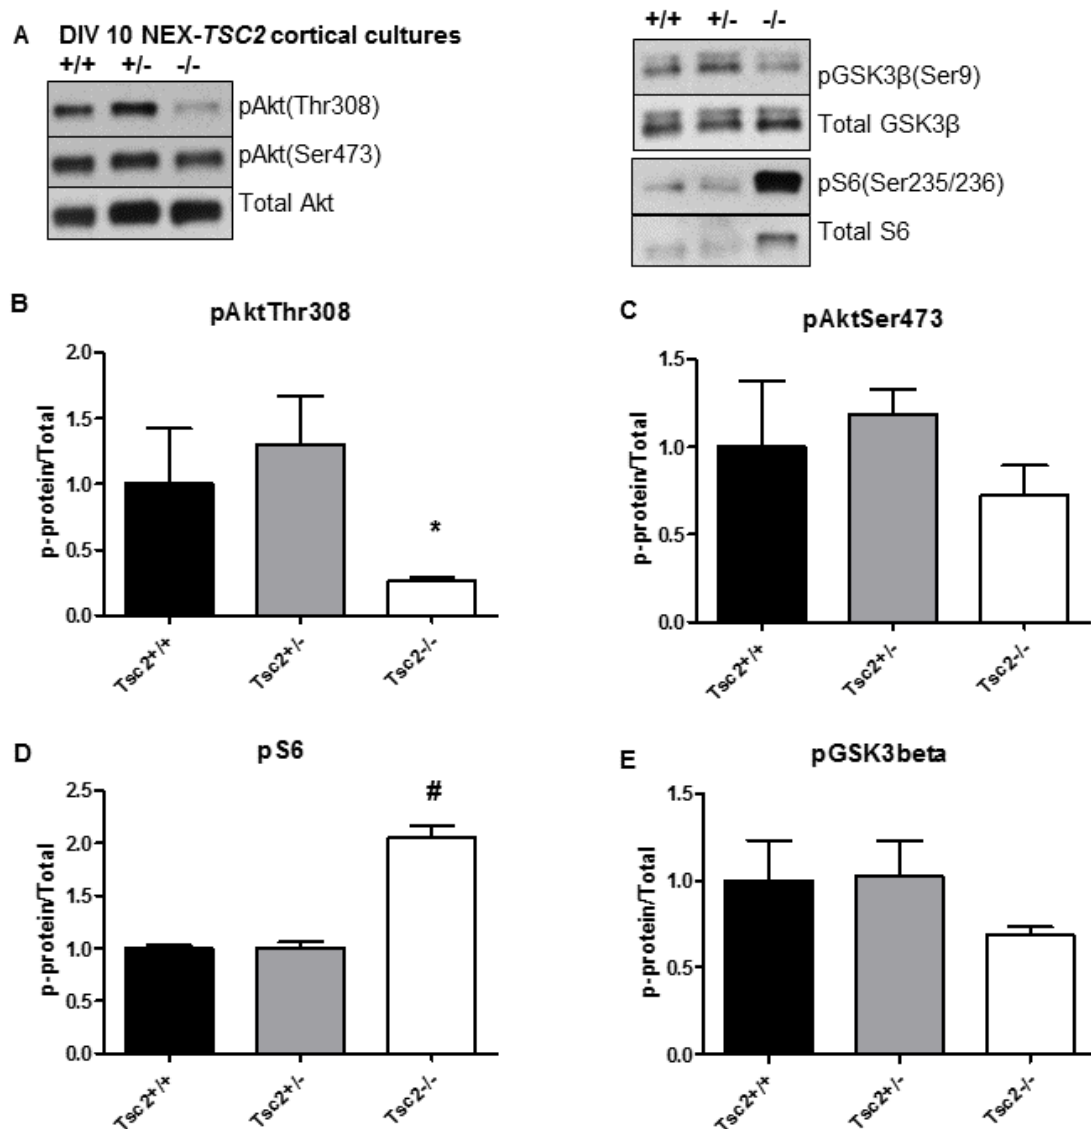 A DIV 10 NEX-TSC2 cortical cultures
+/+ +/- -/-
pAkt(Thr308)
pAkt(Ser473)
Total Akt
+/+ +/- -/-
pGSK3β(Ser9)
Total GSK3β
pS6(Ser235/236)
Total S6
B
pAktThr308
p-protein/Total
2.0
1.5
1.0
0.5
0.0
*
Tsc2+/+
Tsc2+/-
Tsc2-/-
C
pAktSer473
p-protein/Total
1.5
1.0
0.5
0.0
Tsc2+/+
Tsc2+/-
Tsc2-/-
D
pS6
p-protein/Total
2.5
2.0
1.5
1.0
0.5
0.0
#
Tsc2+/+
Tsc2+/-
Tsc2-/-
E
pGSK3beta
p-protein/Total
1.5
1.0
0.5
0.0
Tsc2+/+
Tsc2+/-
Tsc2-/-